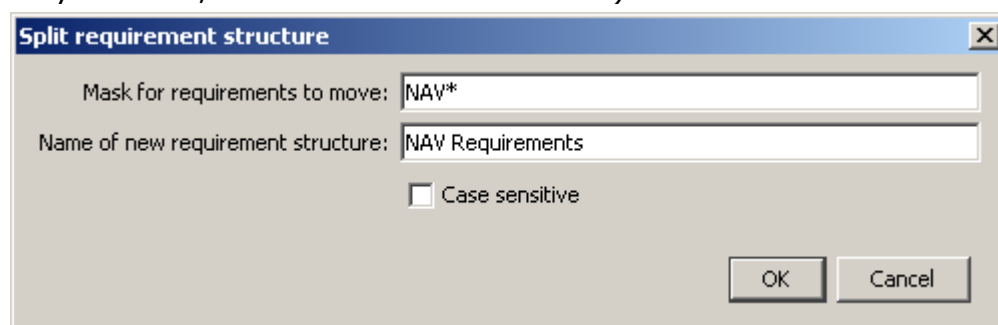 Split requirement structure
Mask for requirements to move: NAV*
Name of new requirement structure: NAV Requirements
Case sensitive
OK Cancel